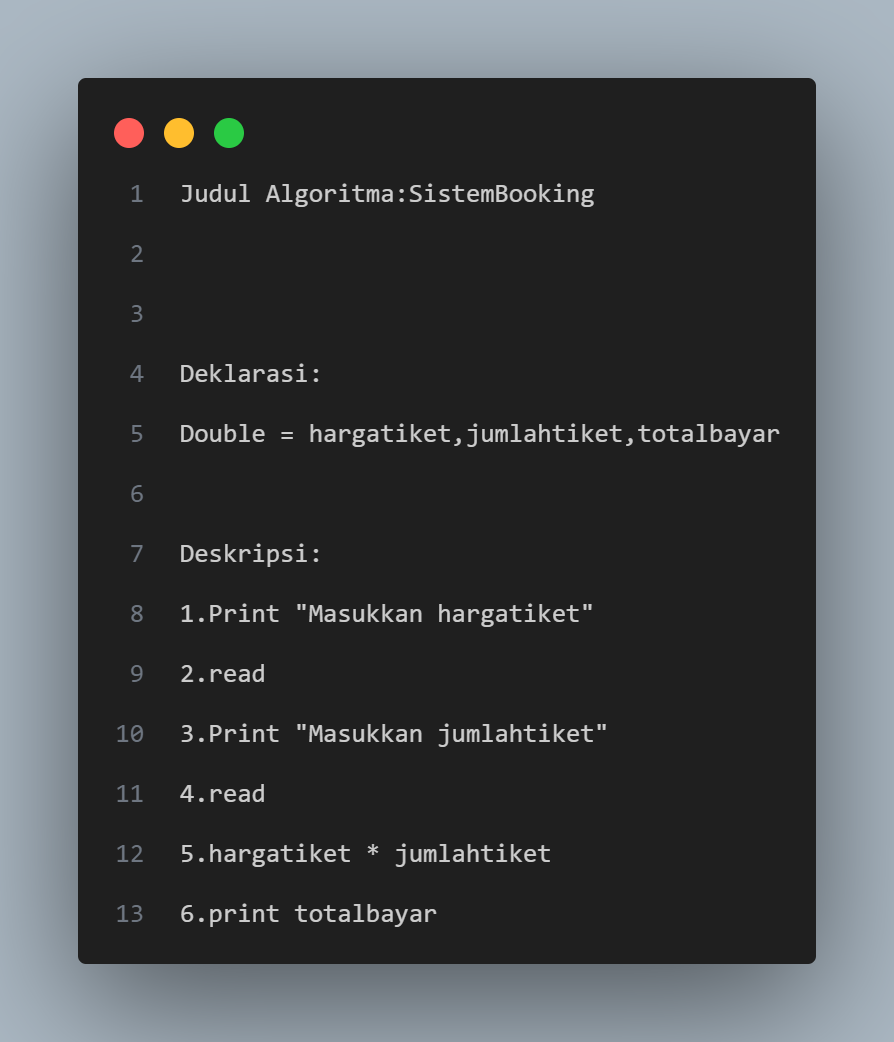 1 Judul Algoritma:SistemBooking
2
3
4 Deklarasi:
5 Double = hargatiket,jumlahtiket,totalbayar
6
7 Deskripsi:
8 1.Print "Masukkan hargatiket"
9 2.read
10 3.Print "Masukkan jumlahtiket"
11 4.read
12 5.hargatiket * jumlahtiket
13 6.print totalbayar